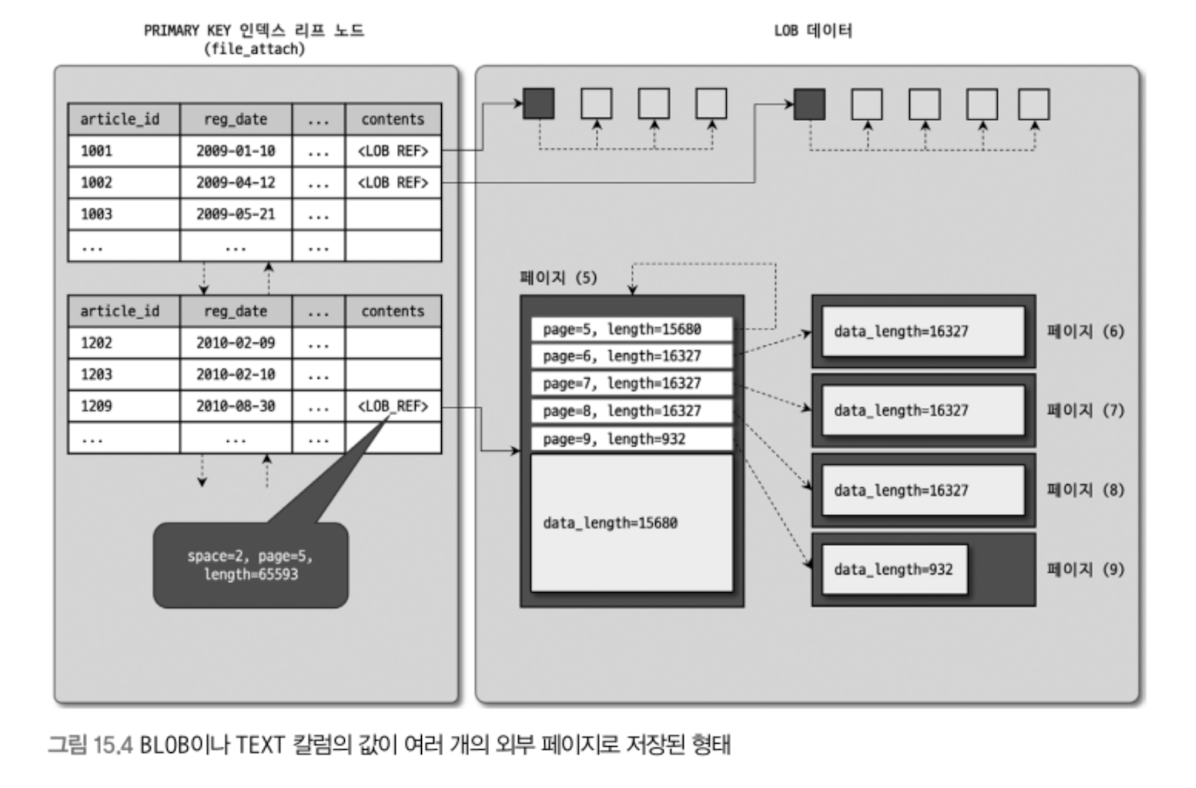 PRIMARY KEY 인덱스 리프 노드
(file_attach)
LOB 데이터
article_id reg_date ... contents
1001 2009-01-10 ... <LOB REF>
1002 2009-04-12 ... <LOB REF>
1003 2009-05-21 ...
... ... ...
article_id reg_date ... contents
1202 2010-02-09 ...
1203 2010-02-10 ...
1209 2010-08-30 ... <LOB_REF>
... ... ...
space=2, page=5,
length=65593
페이지 (5)
page=5, length=15680
page=6, length=16327
page=7, length=16327
page=8, length=16327
page=9, length=932
data_length=15680
data_length=16327 페이지 (6)
data_length=16327 페이지 (7)
data_length=16327 페이지 (8)
data_length=932 페이지 (9)
그림 15.4 BLOB이나 TEXT 칼럼의 값이 여러 개의 외부 페이지로 저장된 형태